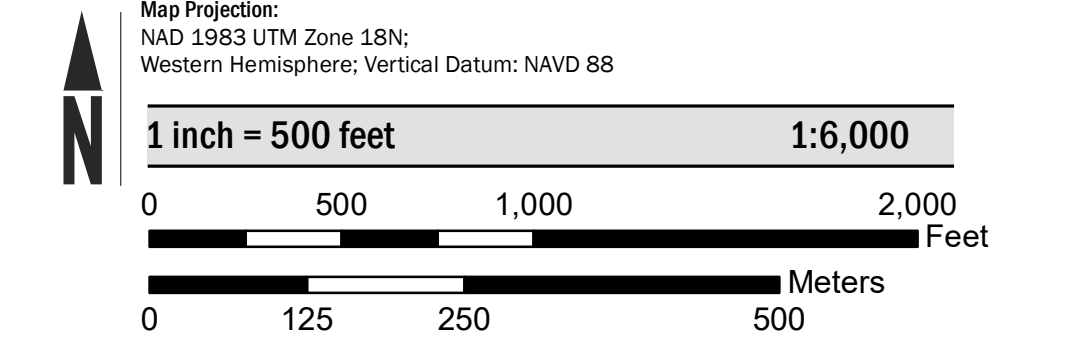 Map Projection:
NAD 1983 UTM Zone 18N;
Western Hemisphere; Vertical Datum: NAVD 88
N
1 inch = 500 feet 1:6,000
0 500 1,000 2,000
Feet
Meters
0 125 250 500